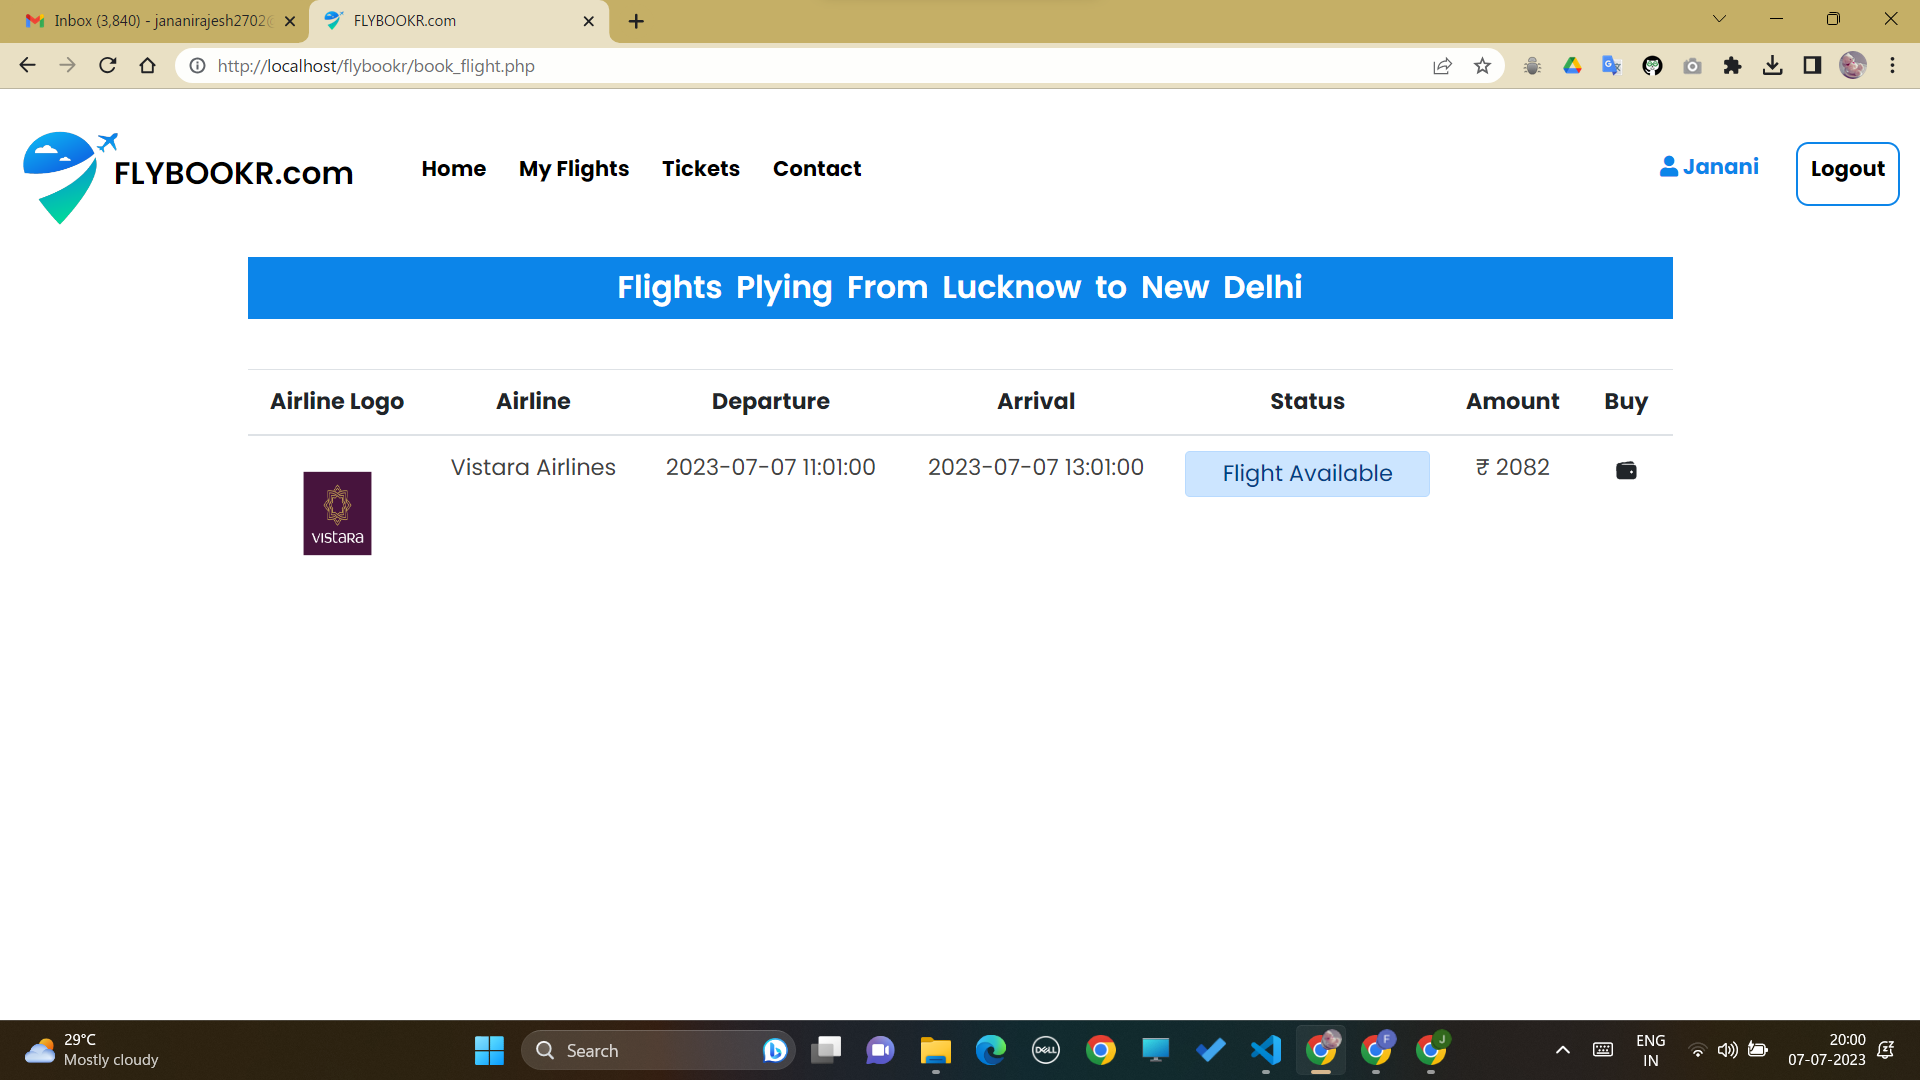 Inbox (3,840) - jananirajesh2702@
FLYBOOKR.com
http://localhost/flybookr/book_flight.php
FLYBOOKR.com
Home
My Flights
Tickets
Contact
Janani
Logout
Flights Plying From Lucknow to New Delhi
Airline Logo Airline Departure Arrival Status Amount Buy
Vistara Airlines 2023-07-07 11:01:00 2023-07-07 13:01:00 Flight Available ₹ 2082
VISTARA
29°C
Mostly cloudy
Search
DELL
F
J
ENG
IN
20:00
07-07-2023